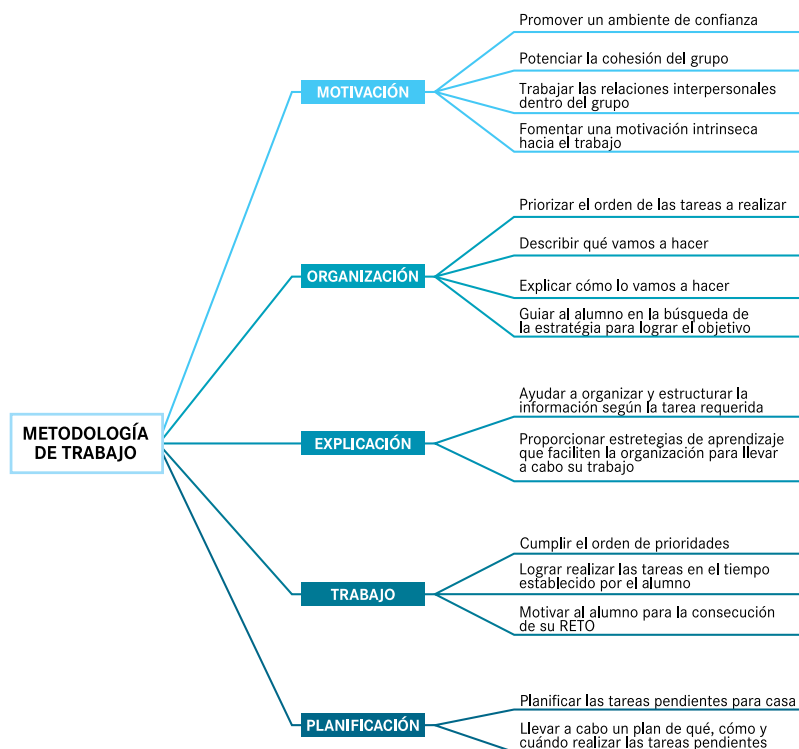 METODOLOGÍA
DE TRABAJO
MOTIVACIÓN
Promover un ambiente de confianza
Potenciar la cohesión del grupo
Trabajar las relaciones interpersonales
dentro del grupo
Fomentar una motivación intrinseca
hacia el trabajo
ORGANIZACIÓN
Priorizar el orden de las tareas a realizar
Describir qué vamos a hacer
Explicar cómo lo vamos a hacer
Guiar al alumno en la búsqueda de
la estratégia para lograr el objetivo
EXPLICACIÓN
Ayudar a organizar y estructurar la
información según la tarea requerida
Proporcionar estretegias de aprendizaje
que faciliten la organización para llevar
a cabo su trabajo
TRABAJO
Cumplir el orden de prioridades
Lograr realizar las tareas en el tiempo
establecido por el alumno
Motivar al alumno para la consecución
de su RETO
PLANIFICACIÓN
Planificar las tareas pendientes para casa
Llevar a cabo un plan de qué, cómo y
cuándo realizar las tareas pendientes